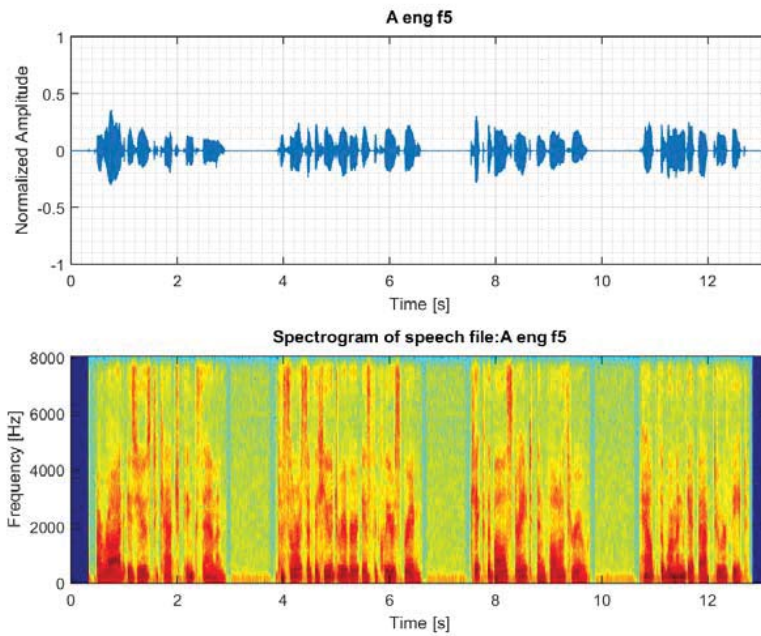 A eng f5
1
0.5
0
-0.5
-1
Normalized Amplitude
0 2 4 6 8 10 12
Time [s]
Spectrogram of speech file:A eng f5
8000
6000
4000
2000
0
Frequency [Hz]
0 2 4 6 8 10 12
Time [s]